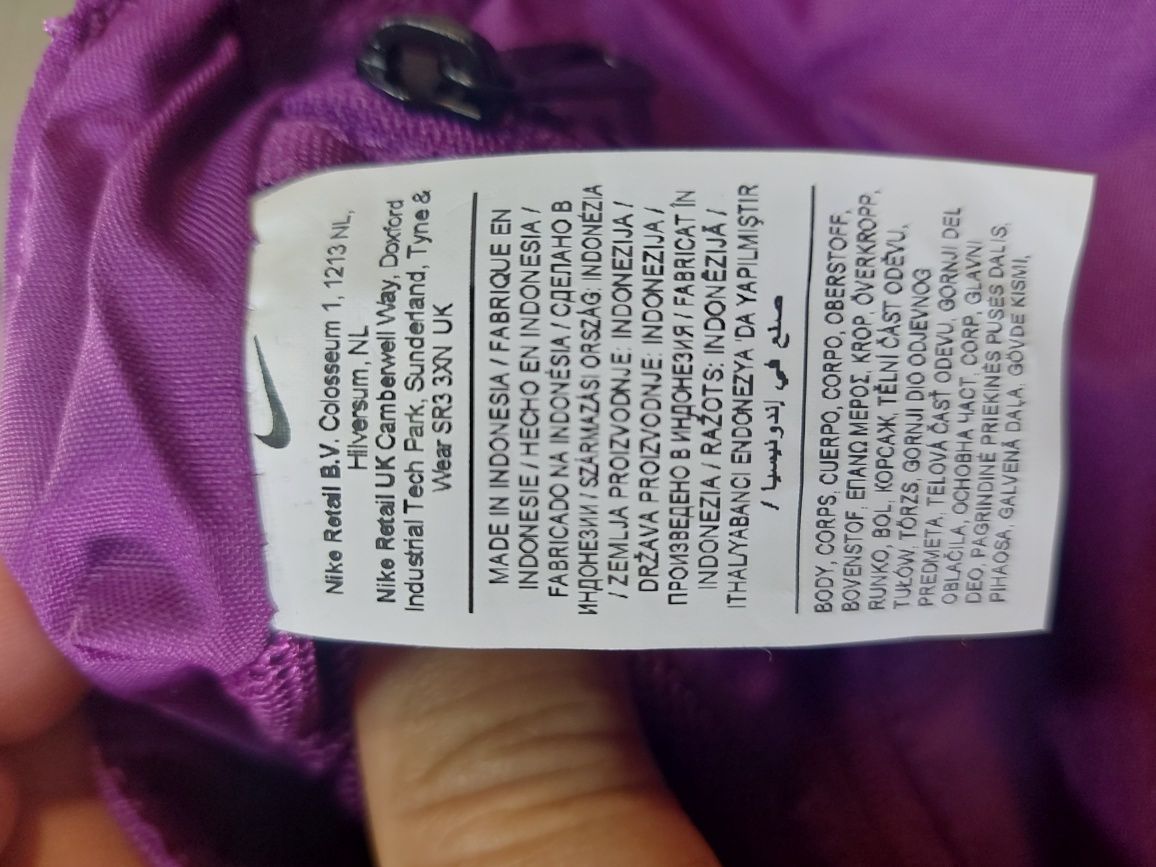 Nike Retail B.V. Colosseum 1, 1213 NL,
Hilversum, NL
Nike Retail UK Camberwell Way, Doxford
Industrial Tech Park, Sunderland, Tyne &
Wear SR3 3XN UK
MADE IN INDONESIA / FABRIQUE EN
INDONESIE / HECHO EN INDONESIA /
FABRICADO NA INDONÉSIA / СДЕЛАНО В
ИНДОНЕЗИИ / SZÁRMAZÁSI ORSZÁG: INDONÉZIA
/ ZEMLJA PROIZVODNJE: INDONEZIJA /
DRŽAVA PROIZVODNJE: INDONEZIJA /
ПРОИЗВЕДЕНО В ИНДОНЕЗИЯ / FABRICAT ÎN
INDONEZIA / RAŽOTS: INDONĒZIJĀ /
İTHALYABANCI ENDONEZYA 'DA YAPILMIŞTIR
/ صنع في إندونيسيا
BODY, CORPS, CUERPO, CORPO, OBERSTOFF,
BOVENSTOF, ΕΠΑΝΩ ΜΕΡΟΣ, KROP, ÖVERKROPP,
RUNKO, BOL, КОРСАЖ, TĚLNÍ ČÁST ODĚVU,
TUŁÓW, TÖRZS, GORNJI DIO ODJEVNOG
PREDMETA, TELOVÁ ČASŤ ODEVU, GORNJI DEL
OBLAČILA, ОСНОВНА ЧАСТ, CORP, GLAVNI
DEO, PAGRINDINĖ PRIEKINĖS PUSĖS DALIS,
PIHAOSA, GALVENĀ DAĻA, GÖVDE KISMI,